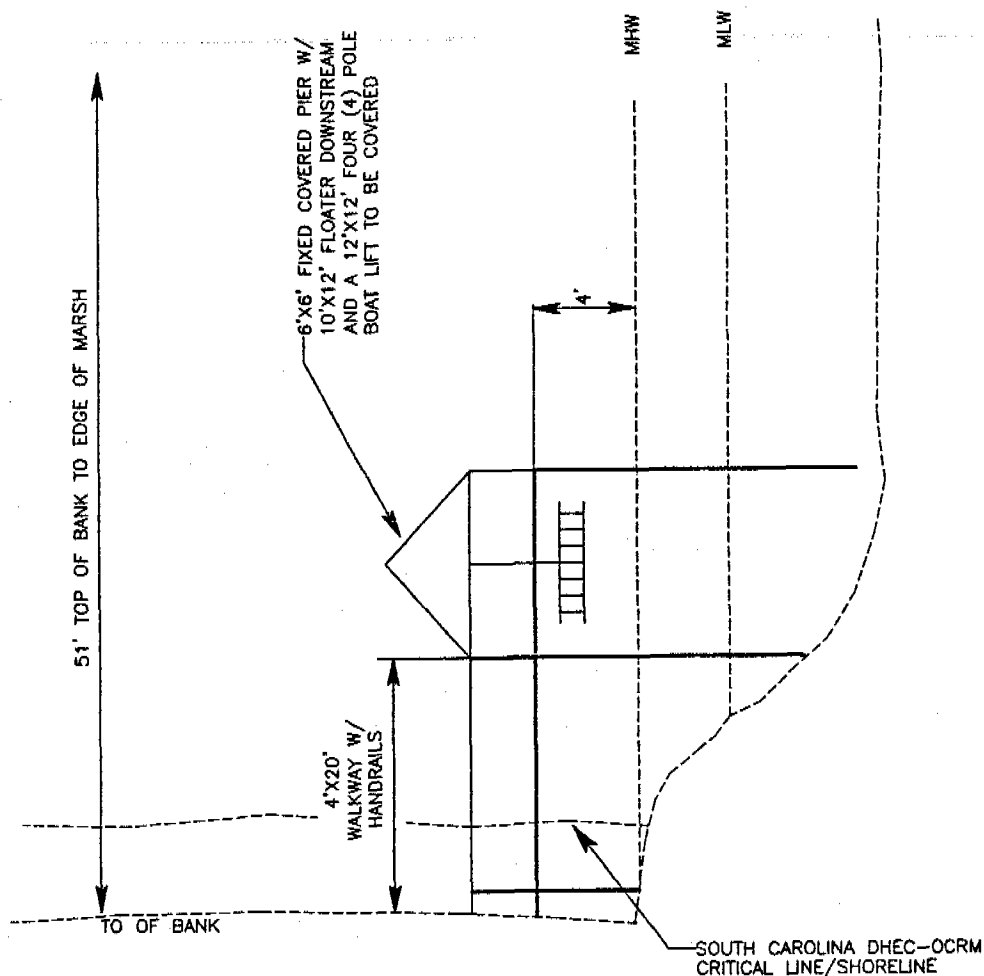 51' TOP OF BANK TO EDGE OF MARSH
6'X6' FIXED COVERED PIER W/
10'X12' FLOATER DOWNSTREAM
AND A 12'X12' FOUR (4) POLE
BOAT LIFT TO BE COVERED
MHW
MLW
4'
4'X20'
WALKWAY W/
HANDRAILS
TO OF BANK
SOUTH CAROLINA DHEC-OCRM
CRITICAL LINE/SHORELINE